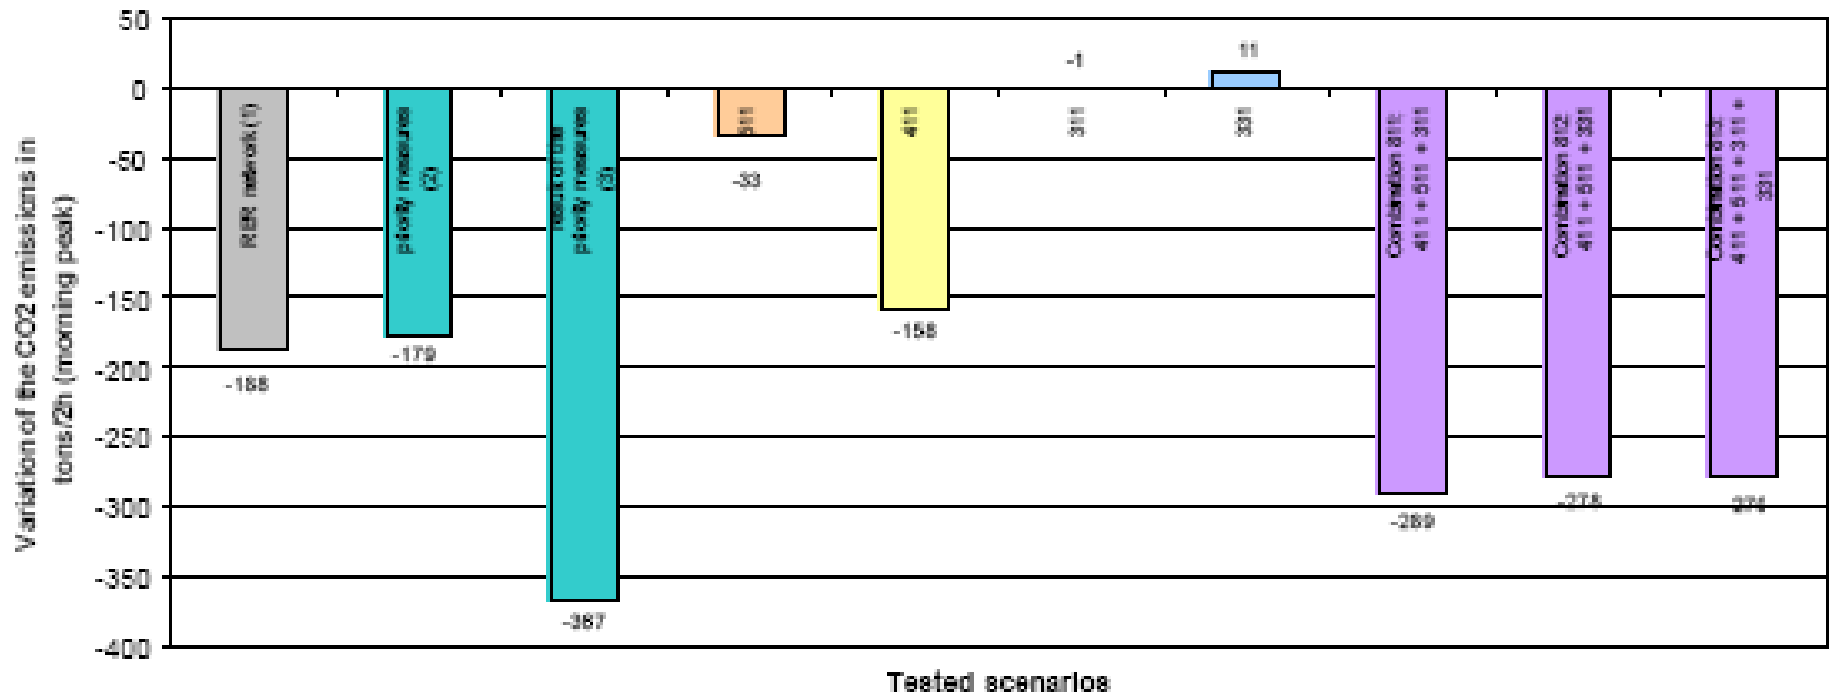 Variation of the CO2 emissions in
tons/2h (morning peak)
50
0
-50
-100
-150
-200
-250
-300
-350
-400
RER network (1)
-188
priority measures
(2)
-179
priority measures
(3)
-367
511
-33
411
-158
-1
311
11
331
Combination 811:
411 + 511 + 311
-289
Combination 812:
411 + 511 + 331
-278
Combination 813:
411 + 511 + 311 +
331
Tested scenarios